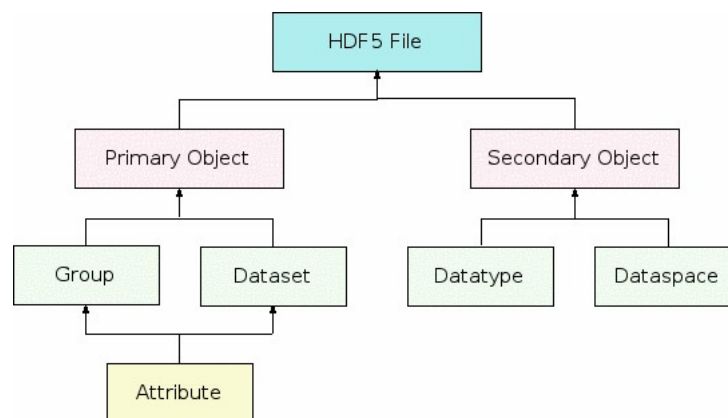 HDF5 File
Primary Object
Secondary Object
Group
Dataset
Datatype
Dataspace
Attribute